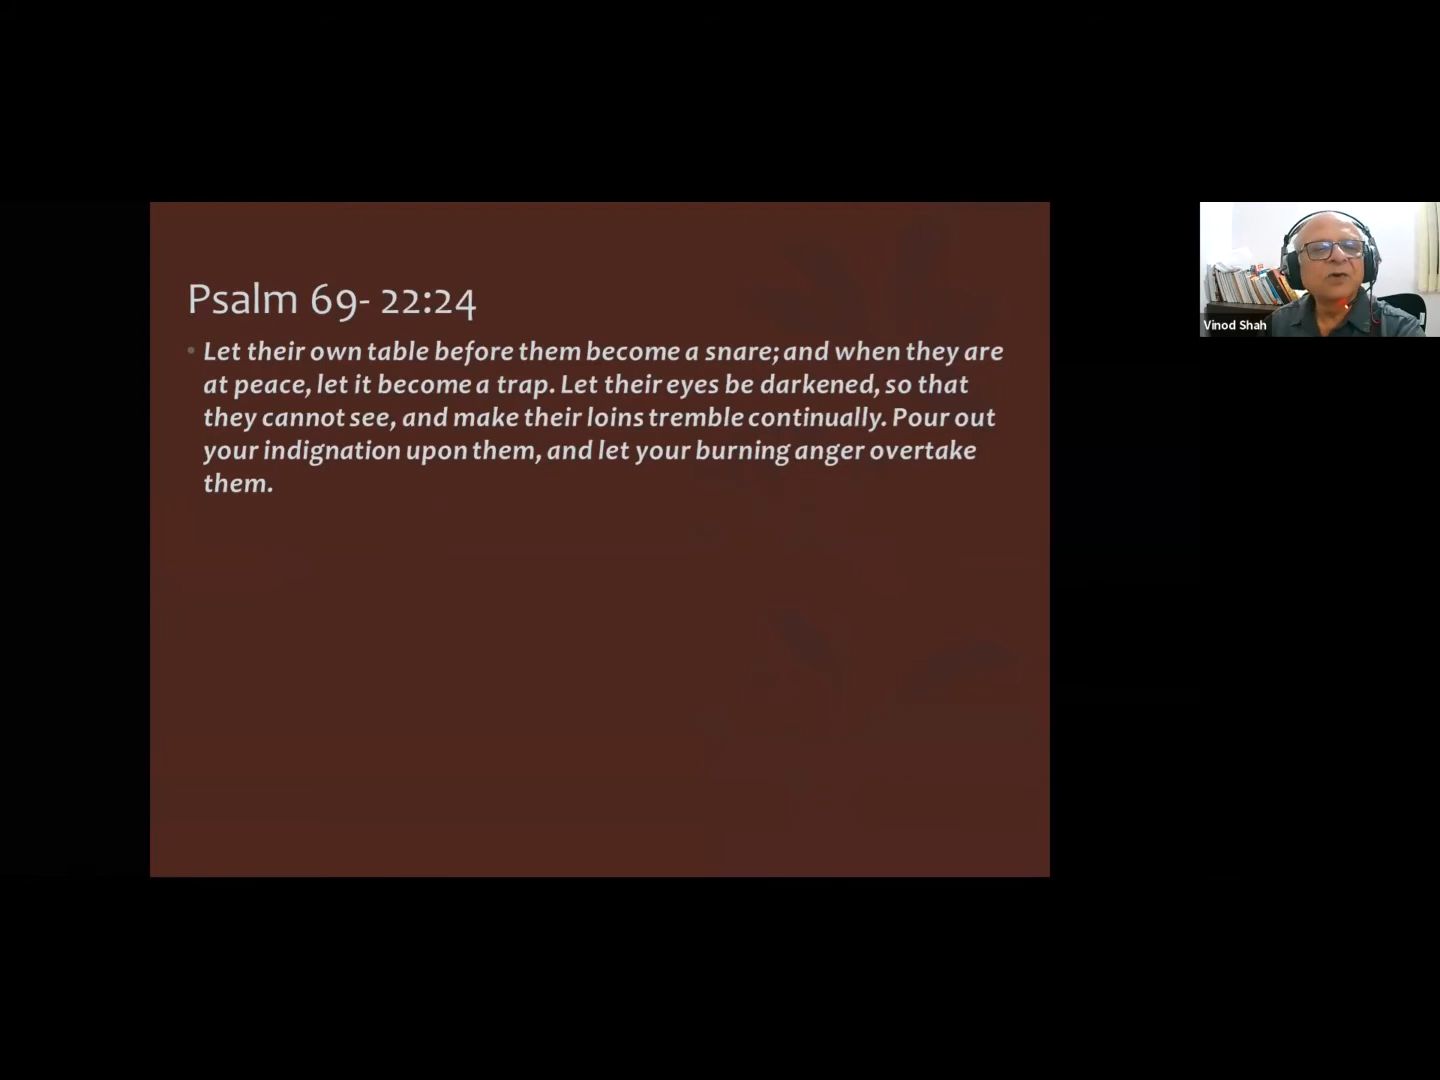 Psalm 69- 22:24
• Let their own table before them become a snare; and when they are
at peace, let it become a trap. Let their eyes be darkened, so that
they cannot see, and make their loins tremble continually. Pour out
your indignation upon them, and let your burning anger overtake
them.
Vinod Shah